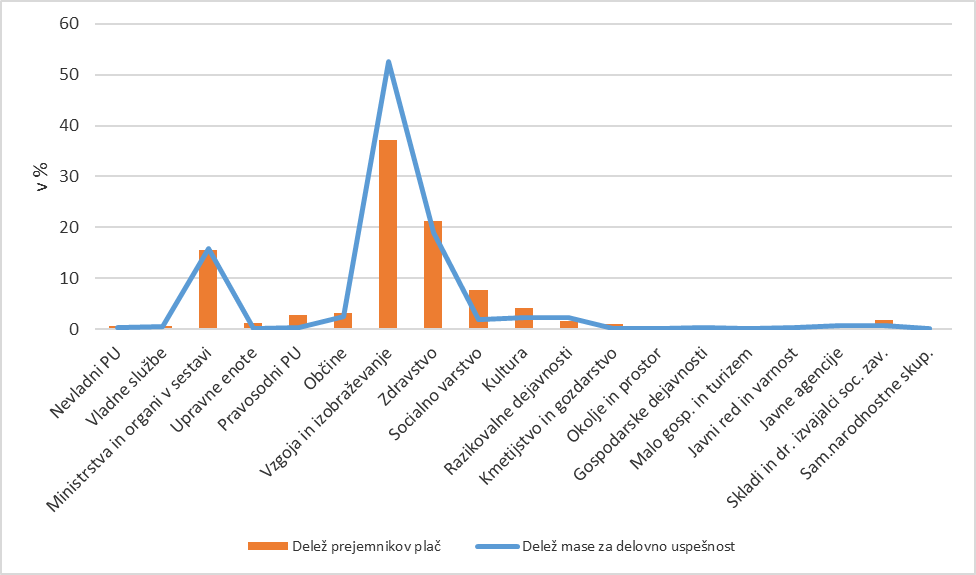 60
50
40
30
20
10
0
v %
Nevladni PU
Vladne službe
Ministrstva in organi v sestavi
Upravne enote
Pravosodni PU
Občine
Vzgoja in izobraževanje
Zdravstvo
Socialno varstvo
Kultura
Razikovalne dejavnosti
Kmetijstvo in gozdarstvo
Okolje in prostor
Gospodarske dejavnosti
Malo gosp. in turizem
Javni red in varnost
Javne agencije
Skladi in dr. izvajalci soc. zav.
Sam.narodnostne skup.
Delež prejemnikov plač
Delež mase za delovno uspešnost